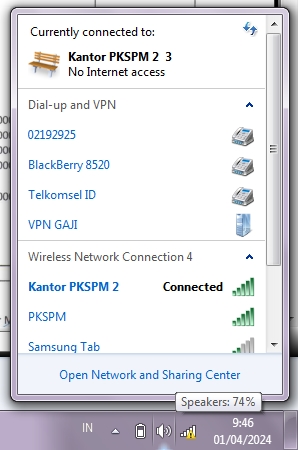 Currently connected to:
Kantor PKSPM 2 3
No Internet access
Dial-up and VPN
02192925
BlackBerry 8520
Telkomsel ID
VPN GAJI
Wireless Network Connection 4
Kantor PKSPM 2 Connected
PKSPM
Samsung Tab
Open Network and Sharing Center
Speakers: 74%
IN
9:46
01/04/2024